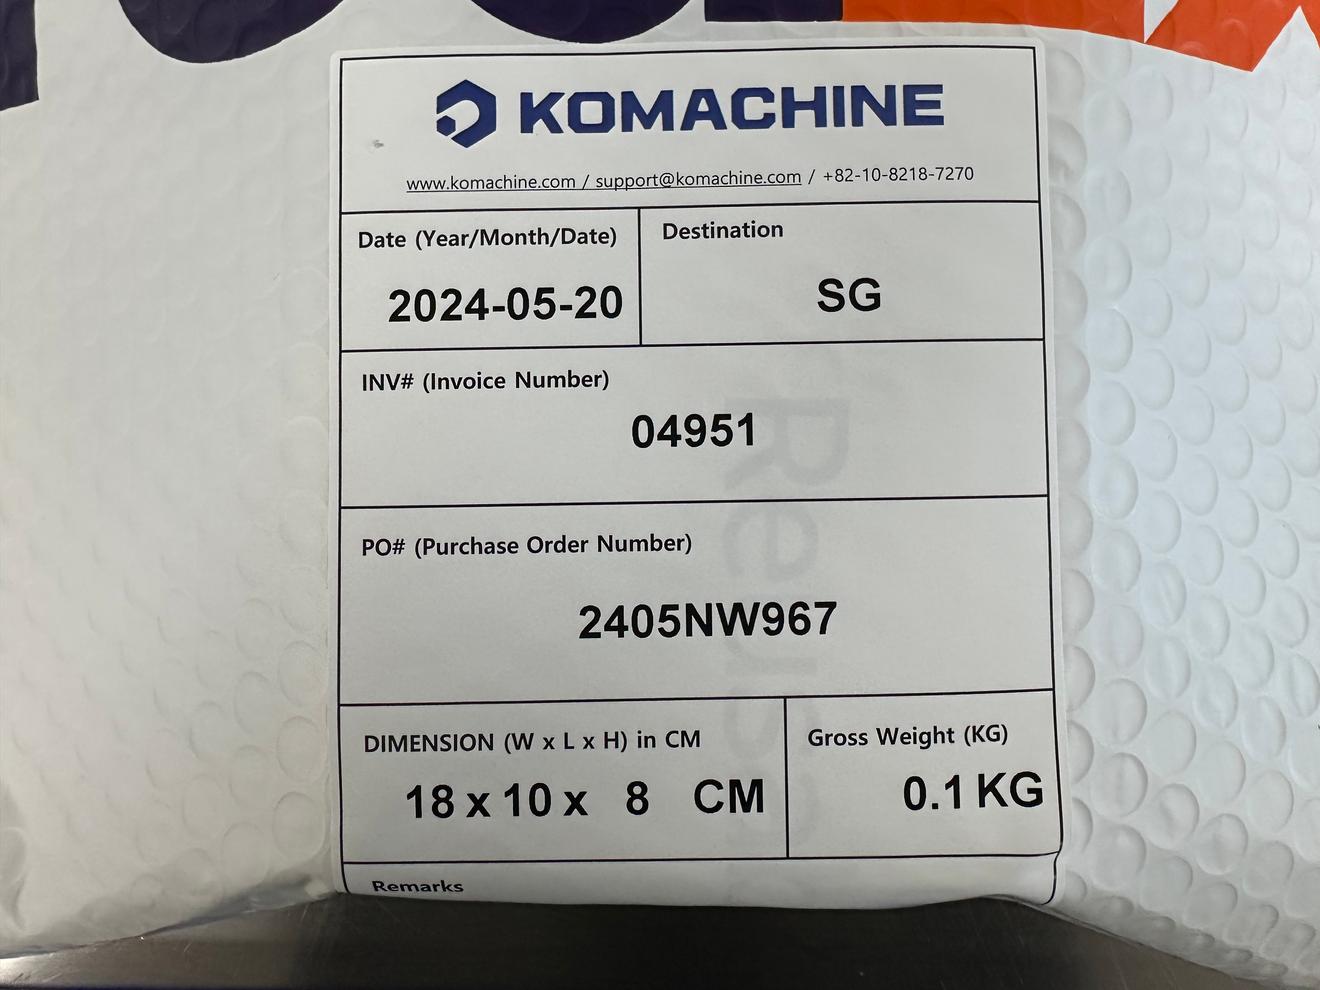 KOMACHINE
www.komachine.com / support@komachine.com / +82-10-8218-7270
Date (Year/Month/Date)
2024-05-20
Destination
SG
INV# (Invoice Number)
04951
PO# (Purchase Order Number)
2405NW967
DIMENSION (W x L x H) in CM
18 x 10 x 8 CM
Gross Weight (KG)
0.1 KG
Remarks